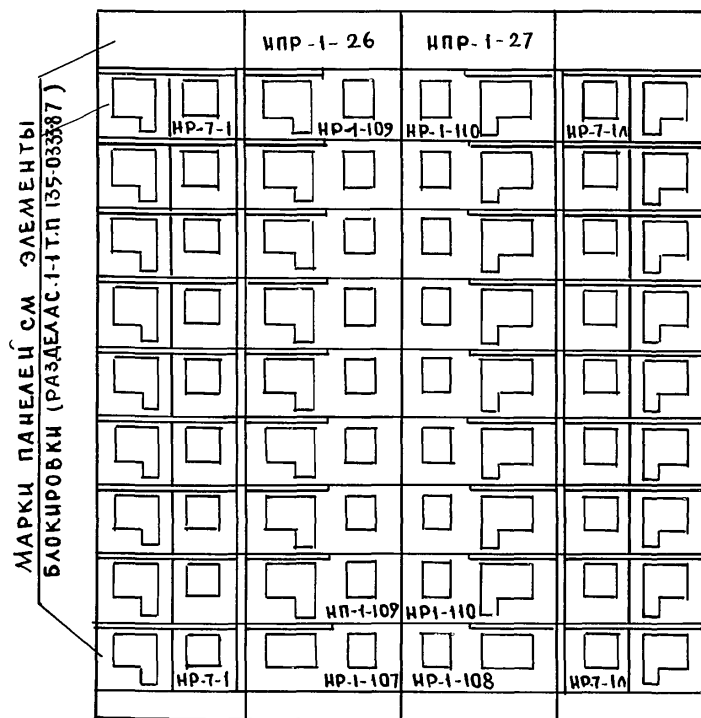 НПР-1-26 НПР-1-27
НР-7-1 НР-1-109 НР-1-110 НР-7-1Л
НП-1-109 НР1-110
НР-7-1 НР-1-107 НР-1-108 НР-7-1Л
МАРКИ ПАНЕЛЕЙ СМ ЭЛЕМЕНТЫ
БЛОКИРОВКИ (РАЗДЕЛ АС.1-1 Т.П 135-0333.87)